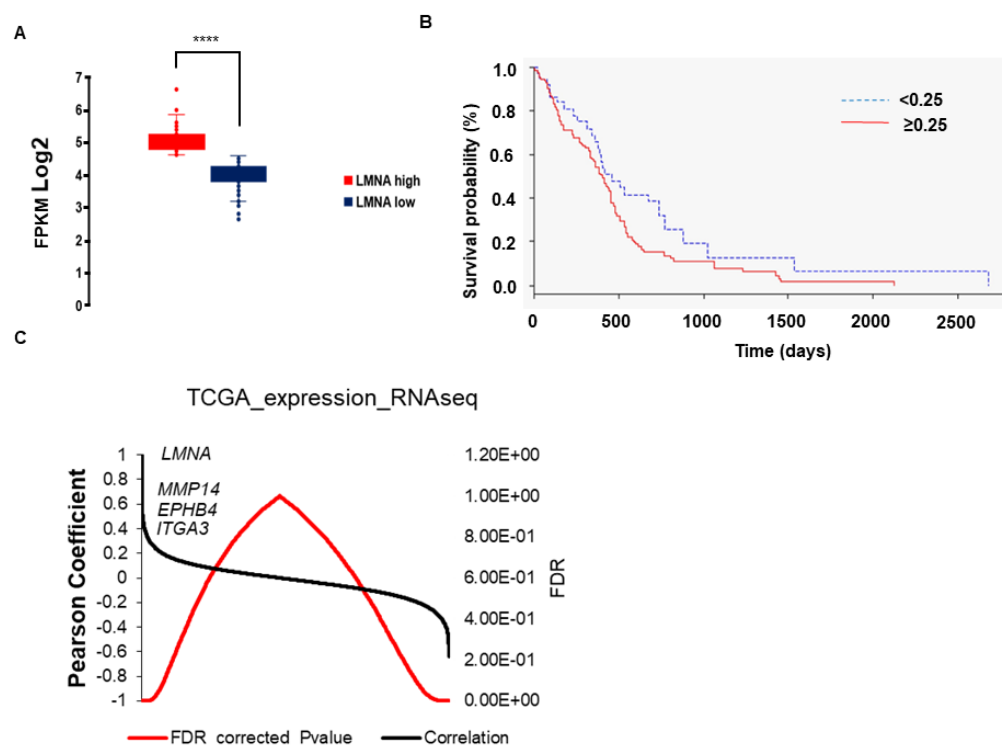 A
****
FPKM Log2
7
6
5
4
3
2
1
0
LMNA high
LMNA low
B
Survival probability (%)
1.0
0.8
0.6
0.4
0.2
0.0
<0.25
≥0.25
0 500 1000 1500 2000 2500
Time (days)
C
TCGA_expression_RNAseq
Pearson Coefficient
1
0.8
0.6
0.4
0.2
0
-0.2
-0.4
-0.6
-0.8
-1
LMNA
MMP14
EPHB4
ITGA3
1.20E+00
1.00E+00
8.00E-01
6.00E-01
4.00E-01
2.00E-01
0.00E+00
FDR
FDR_corrected_Pvalue
Correlation